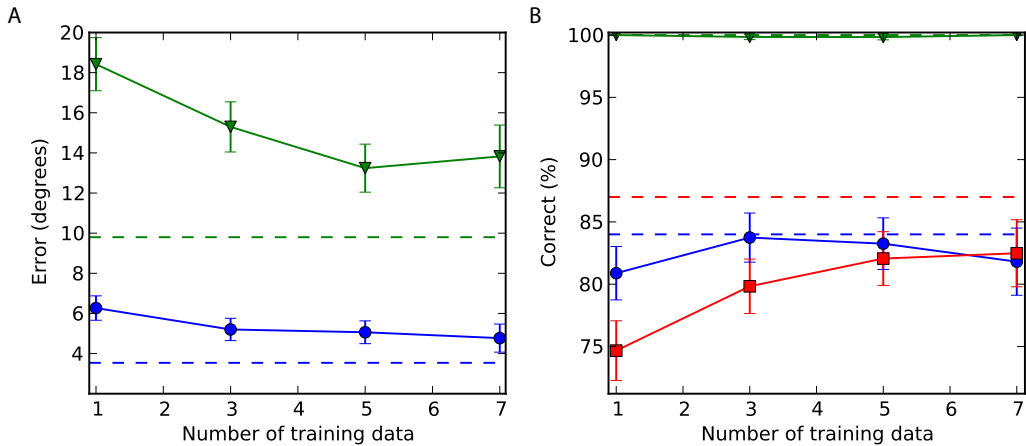 A
20
18
16
14
12
10
8
6
4
Error (degrees)
1 2 3 4 5 6 7
Number of training data
B
100
95
90
85
80
75
Correct (%)
1 2 3 4 5 6 7
Number of training data